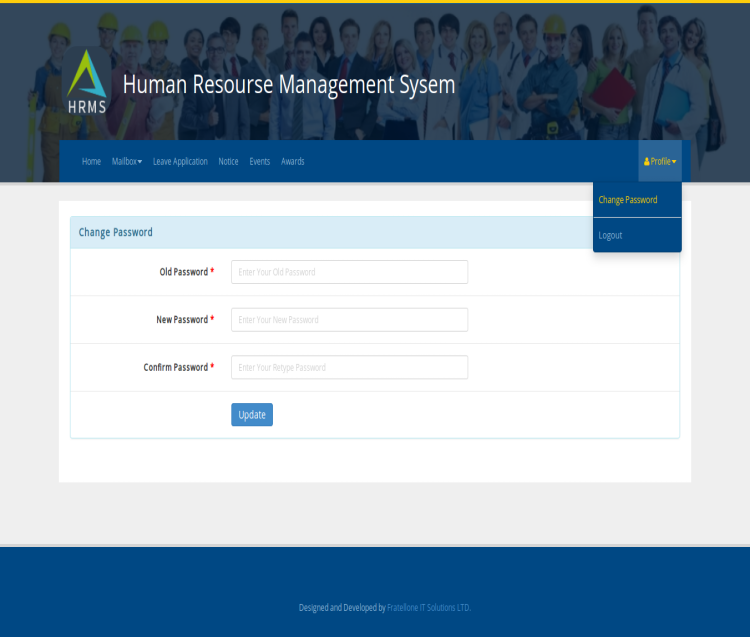 HRMS
Human Resourse Management Sysem
Home Mailbox Leave Application Notice Events Awards Profile
Change Password
Logout
Change Password
Old Password * Enter Your Old Password
New Password * Enter Your New Password
Confirm Password * Enter Your Retype Password
Update
Designed and Developed by Fratellone IT Solutions LTD.